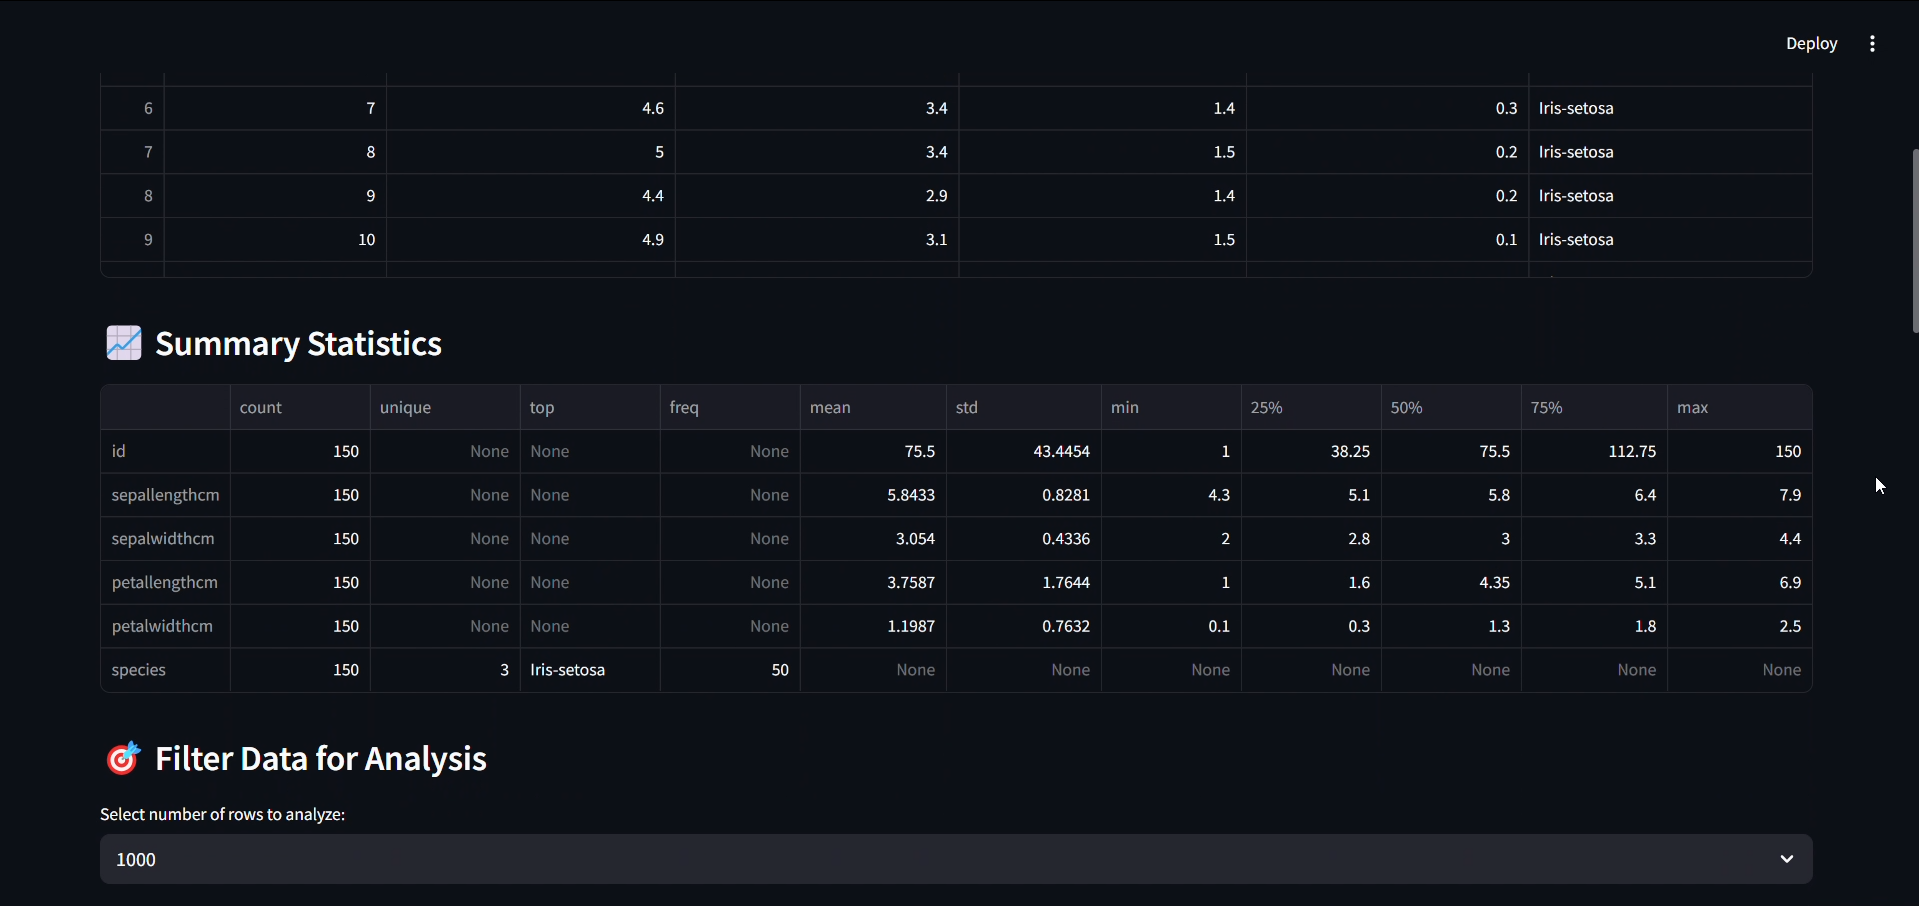 Deploy
6 7 4.6 3.4 1.4 0.3 Iris-setosa
7 8 5 3.4 1.5 0.2 Iris-setosa
8 9 4.4 2.9 1.4 0.2 Iris-setosa
9 10 4.9 3.1 1.5 0.1 Iris-setosa
Summary Statistics
count unique top freq mean std min 25% 50% 75% max
id 150 None None None 75.5 43.4454 1 38.25 75.5 112.75 150
sepallengthcm 150 None None None 5.8433 0.8281 4.3 5.1 5.8 6.4 7.9
sepalwidthcm 150 None None None 3.054 0.4336 2 2.8 3 3.3 4.4
petallengthcm 150 None None None 3.7587 1.7644 1 1.6 4.35 5.1 6.9
petalwidthcm 150 None None None 1.1987 0.7632 0.1 0.3 1.3 1.8 2.5
species 150 3 Iris-setosa 50 None None None None None None None
Filter Data for Analysis
Select number of rows to analyze:
1000